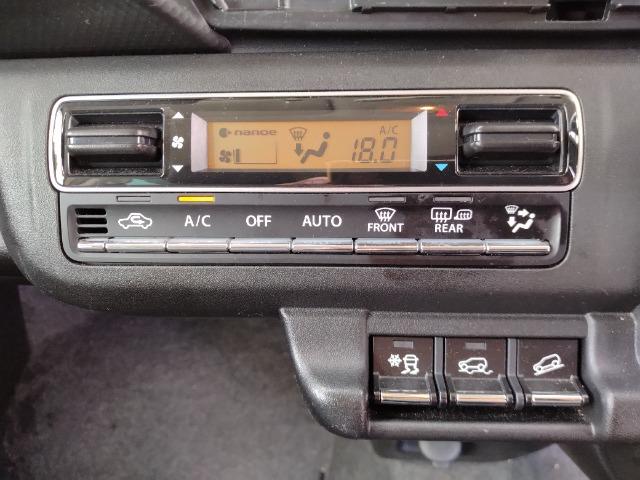 nanoe A/C
18.0
A/C OFF AUTO FRONT REAR